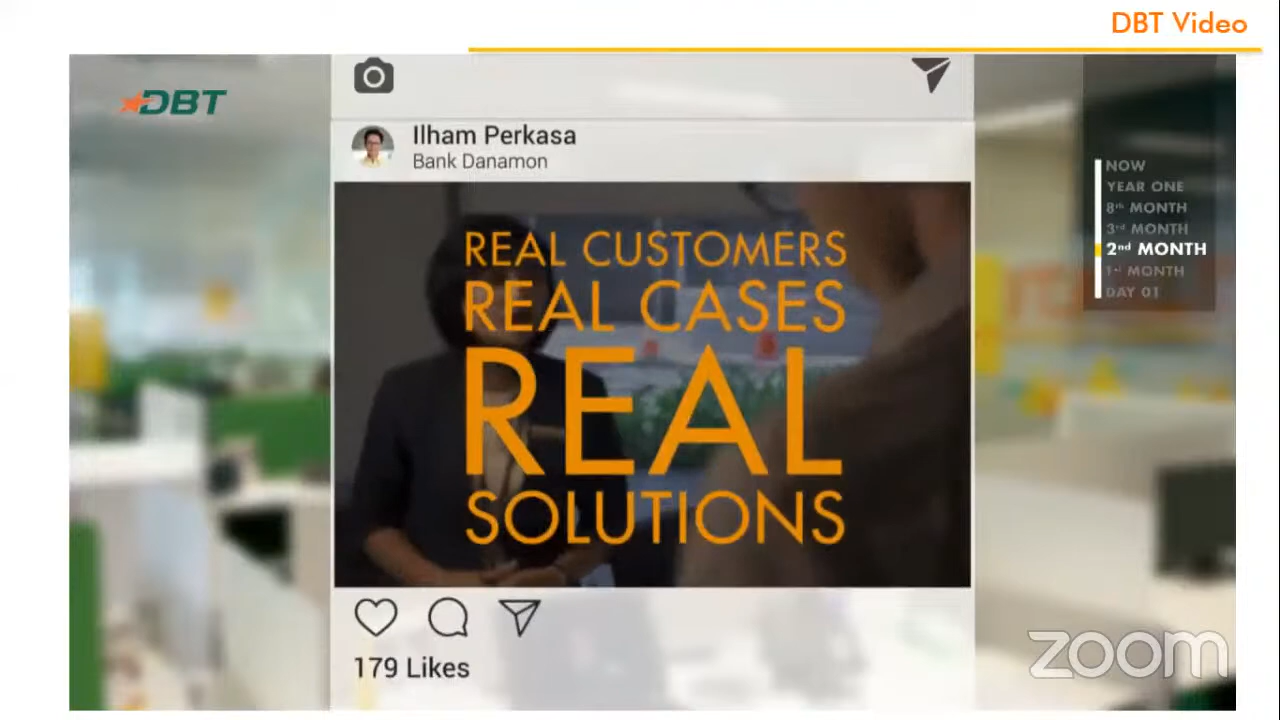 DBT Video
DBT
Ilham Perkasa
Bank Danamon
REAL CUSTOMERS
REAL CASES
REAL
SOLUTIONS
NOW
YEAR ONE
8th MONTH
3rd MONTH
2nd MONTH
1st MONTH
DAY 01
179 Likes
zoom